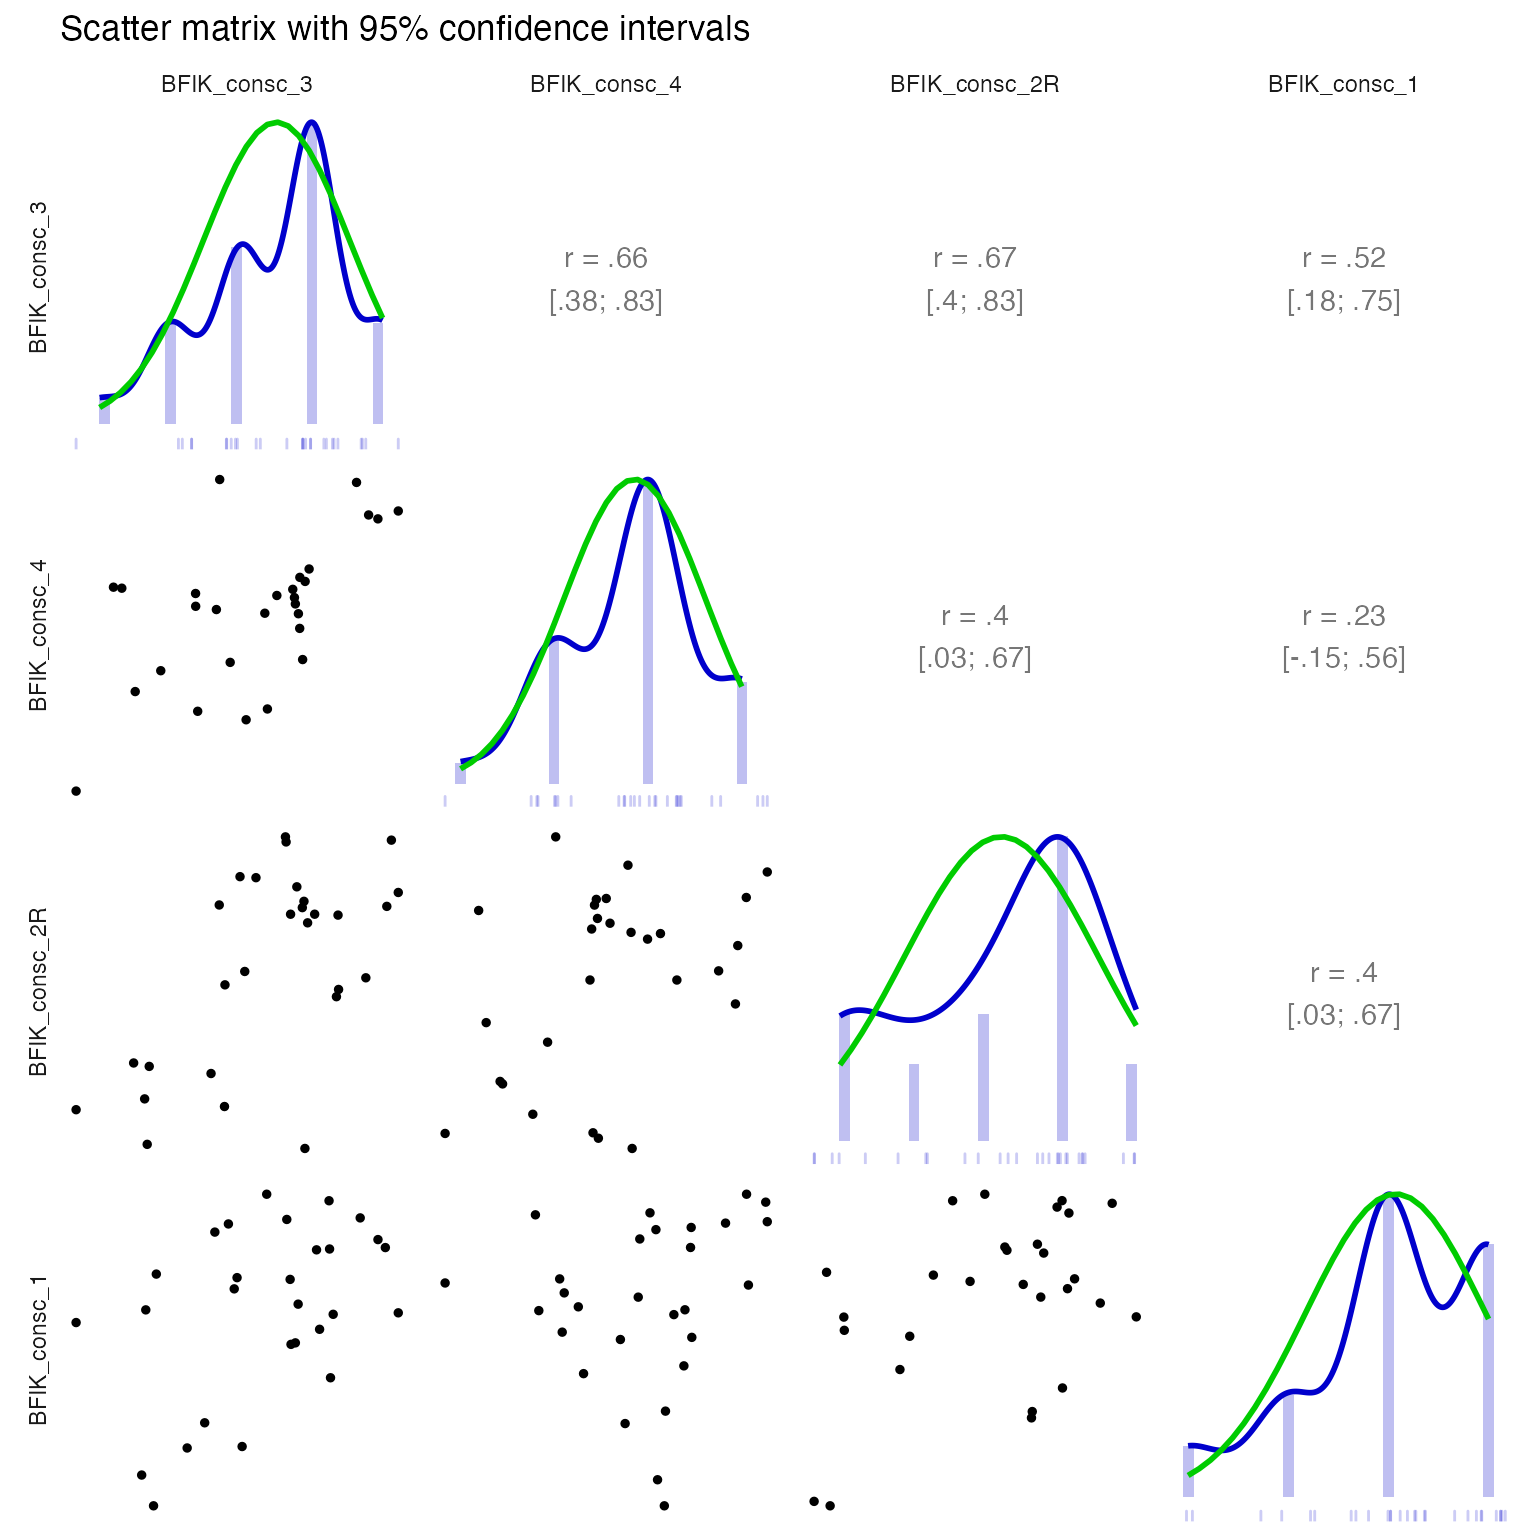 Scatter matrix with 95% confidence intervals
BFIK_consc_3
BFIK_consc_4
BFIK_consc_2R
BFIK_consc_1
BFIK_consc_3
r = .66
[.38; .83]
r = .67
[.4; .83]
r = .52
[.18; .75]
BFIK_consc_4
r = .4
[.03; .67]
r = .23
[-.15; .56]
BFIK_consc_2R
r = .4
[.03; .67]
BFIK_consc_1